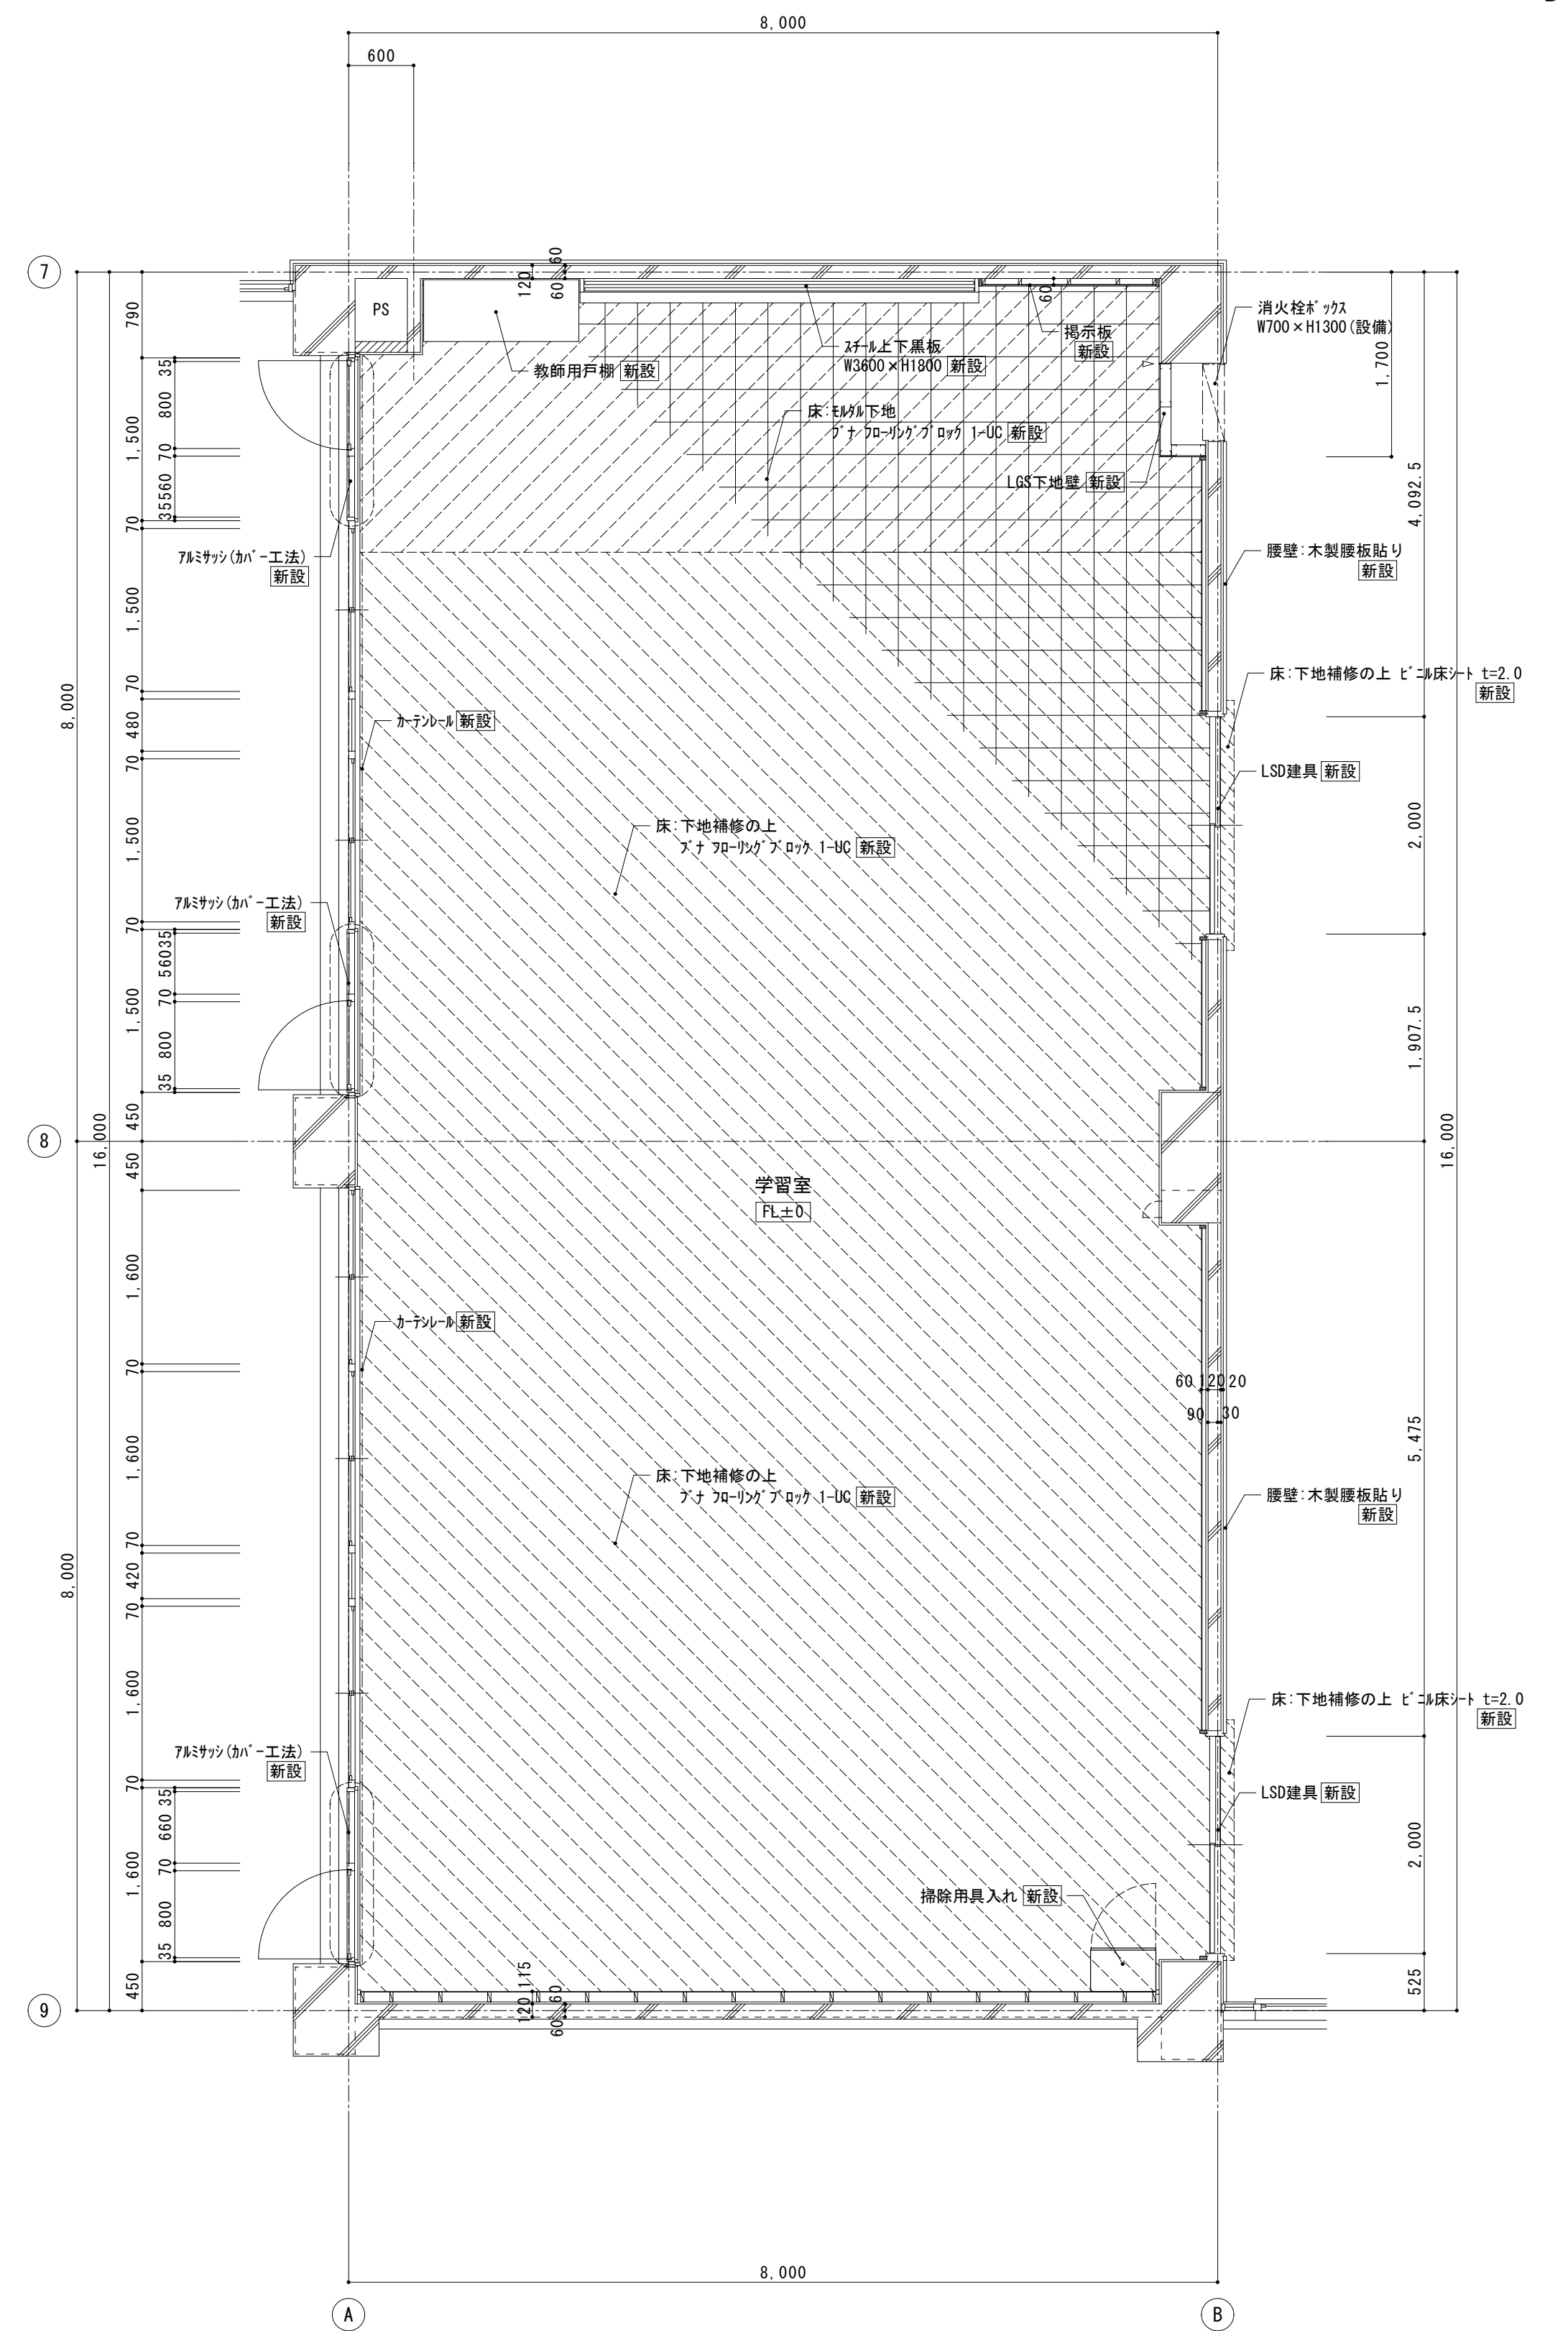 8,000
600
7
790
35
800
1,500
70
560
35
70
1,500
70
480
70
1,500
70
35
560
70
1,500
800
35
450
8
450
1,600
70
1,600
70
420
70
1,600
70
35
660
70
1,600
800
35
450
9
8,000
16,000
8,000
PS
120
60
60
60
教師用戸棚 新設
ｽﾁｰﾙ上下黒板
W3600×H1800 新設
掲示板
新設
消火栓ﾎﾞｯｸｽ
W700×H1300(設備)
1,700
床:ﾓﾙﾀﾙ下地
ﾌﾞﾅ ﾌﾛｰﾘﾝｸﾞﾌﾞﾛｯｸ 1-UC 新設
LGS下地壁 新設
4,092.5
ｱﾙﾐｻｯｼ(ｶﾊﾞｰ工法)
新設
腰壁:木製腰板貼り
新設
床:下地補修の上 ﾋﾞﾆﾙ床ｼｰﾄ t=2.0
新設
ｶｰﾃﾝﾚｰﾙ 新設
LSD建具 新設
2,000
床:下地補修の上
ﾌﾞﾅ ﾌﾛｰﾘﾝｸﾞﾌﾞﾛｯｸ 1-UC 新設
ｱﾙﾐｻｯｼ(ｶﾊﾞｰ工法)
新設
1,907.5
16,000
学習室
FL±0
ｶｰﾃﾝﾚｰﾙ 新設
60 120 20
90 30
5,475
床:下地補修の上
ﾌﾞﾅ ﾌﾛｰﾘﾝｸﾞﾌﾞﾛｯｸ 1-UC 新設
腰壁:木製腰板貼り
新設
床:下地補修の上 ﾋﾞﾆﾙ床ｼｰﾄ t=2.0
新設
ｱﾙﾐｻｯｼ(ｶﾊﾞｰ工法)
新設
LSD建具 新設
2,000
掃除用具入れ 新設
525
115
120
60
60
8,000
A
B